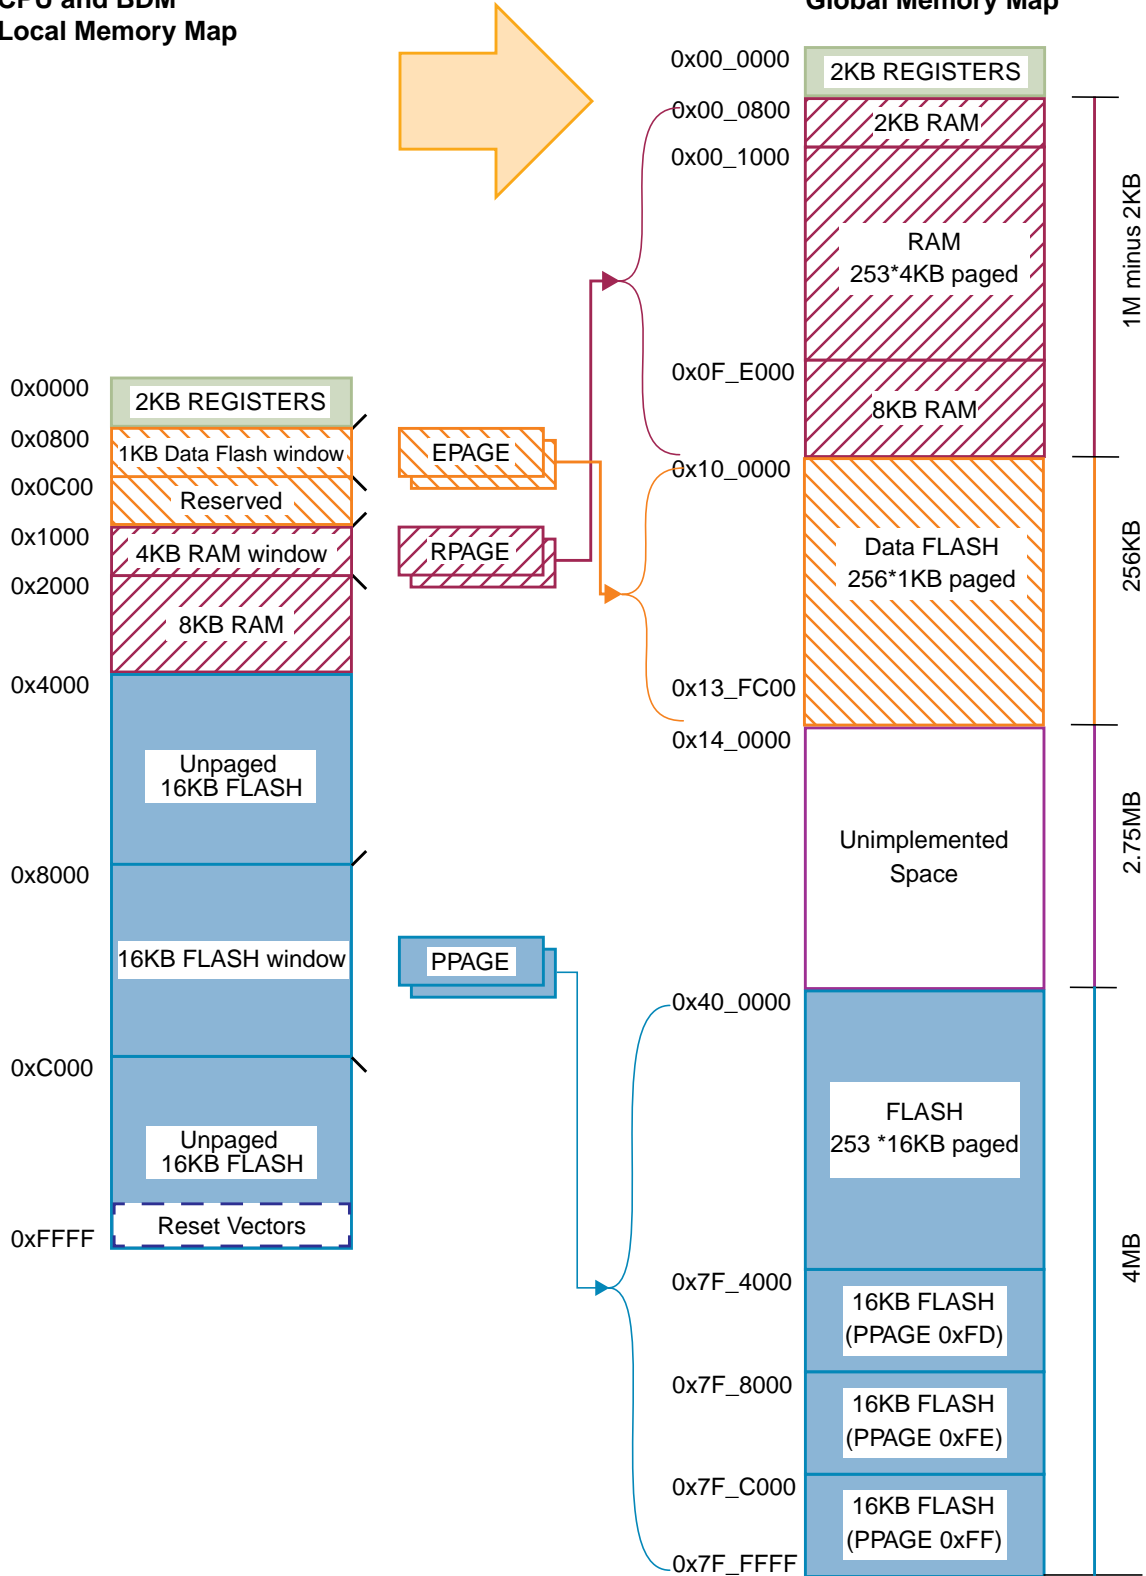 CPU and BDM
Local Memory Map
Global Memory Map
0x0000
2KB REGISTERS
0x0800
1KB Data Flash window
0x0C00
Reserved
0x1000
4KB RAM window
0x2000
8KB RAM
0x4000
Unpaged
16KB FLASH
0x8000
16KB FLASH window
0xC000
Unpaged
16KB FLASH
Reset Vectors
0xFFFF
EPAGE
RPAGE
PPAGE
0x00_0000
2KB REGISTERS
0x00_0800
2KB RAM
0x00_1000
RAM
253*4KB paged
0x0F_E000
8KB RAM
0x10_0000
Data FLASH
256*1KB paged
0x13_FC00
0x14_0000
Unimplemented
Space
0x40_0000
FLASH
253 *16KB paged
0x7F_4000
16KB FLASH
(PPAGE 0xFD)
0x7F_8000
16KB FLASH
(PPAGE 0xFE)
0x7F_C000
16KB FLASH
(PPAGE 0xFF)
0x7F_FFFF
1M minus 2KB
256KB
2.75MB
4MB